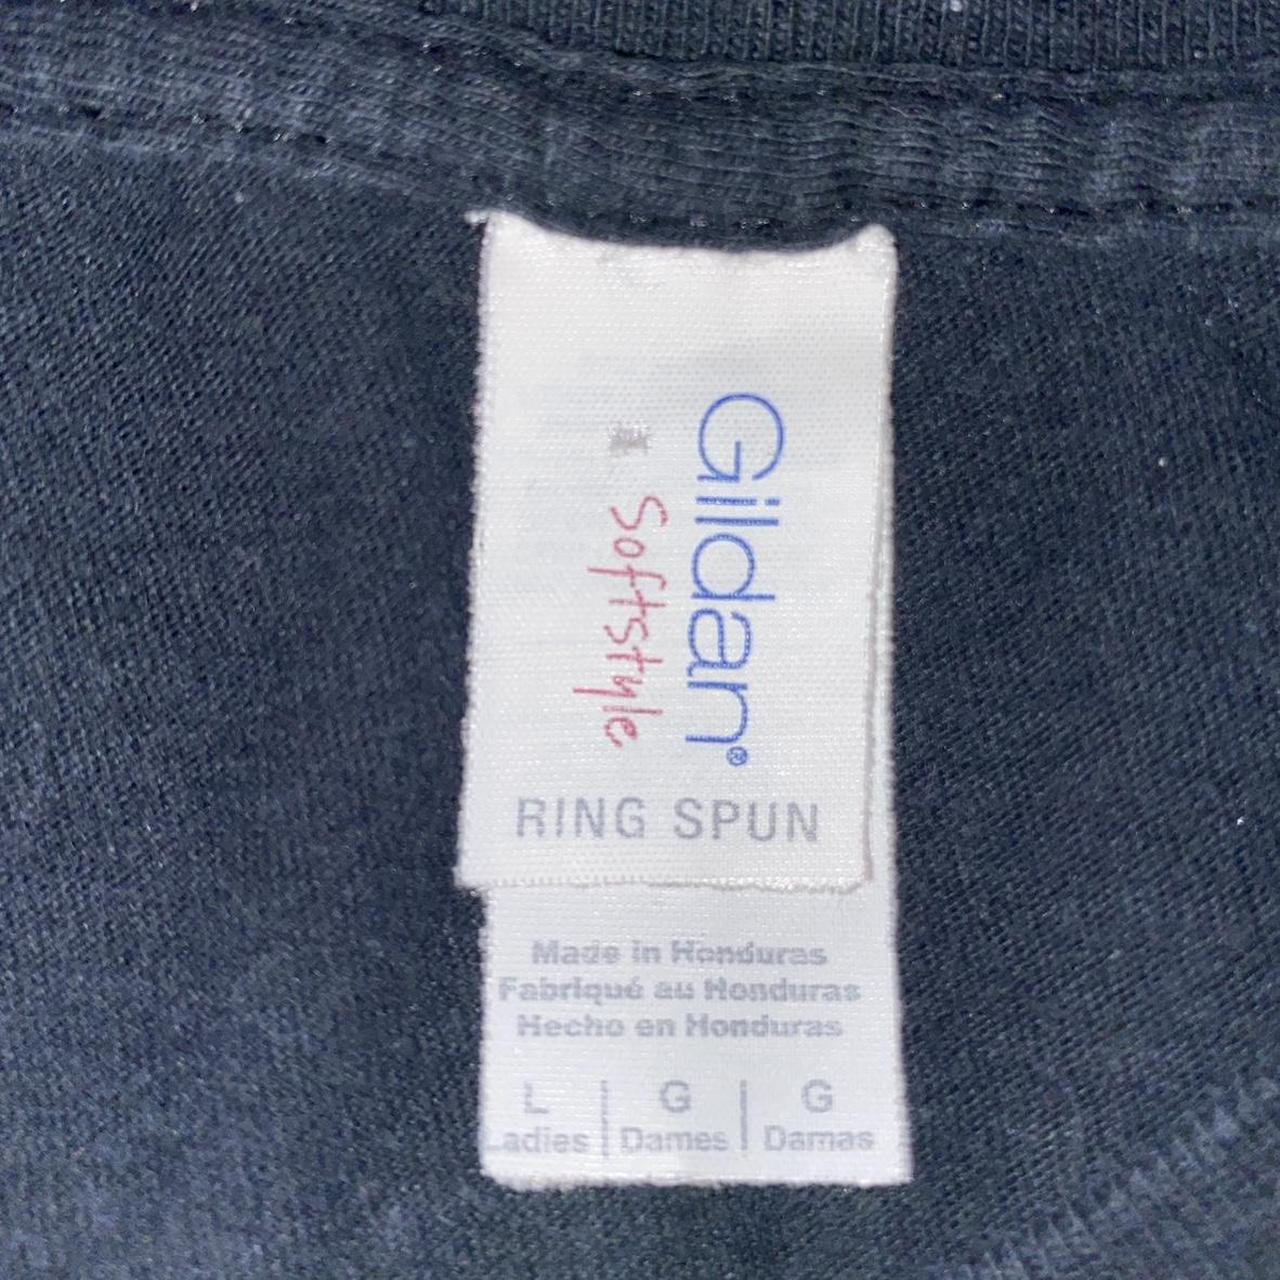 Gildan®
Softstyle
RING SPUN
Made in Honduras
Fabriqué au Honduras
Hecho en Honduras
L | G | G
Ladies | Dames | Damas